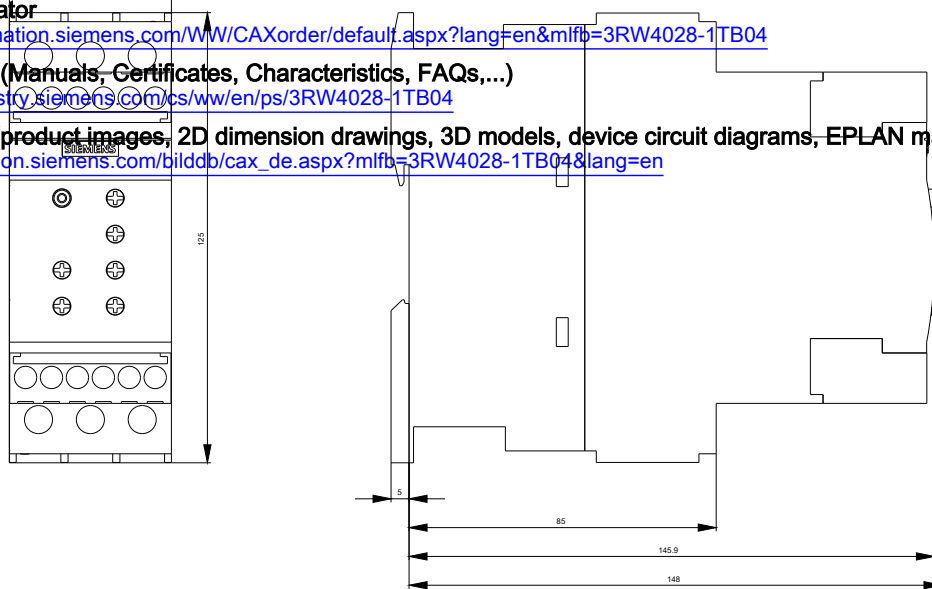 ator
mation.siemens.com/WW/CAXorder/default.aspx?lang=en&mlfb=3RW4028-1TB04
(Manuals, Certificates, Characteristics, FAQs,...)
stry.siemens.com/cs/ww/en/ps/3RW4028-1TB04
product images, 2D dimension drawings, 3D models, device circuit diagrams, EPLAN m
SIEMENS
on.siemens.com/bilddb/cax_de.aspx?mlfb=3RW4028-1TB04&lang=en
125
5
85
145.9
148